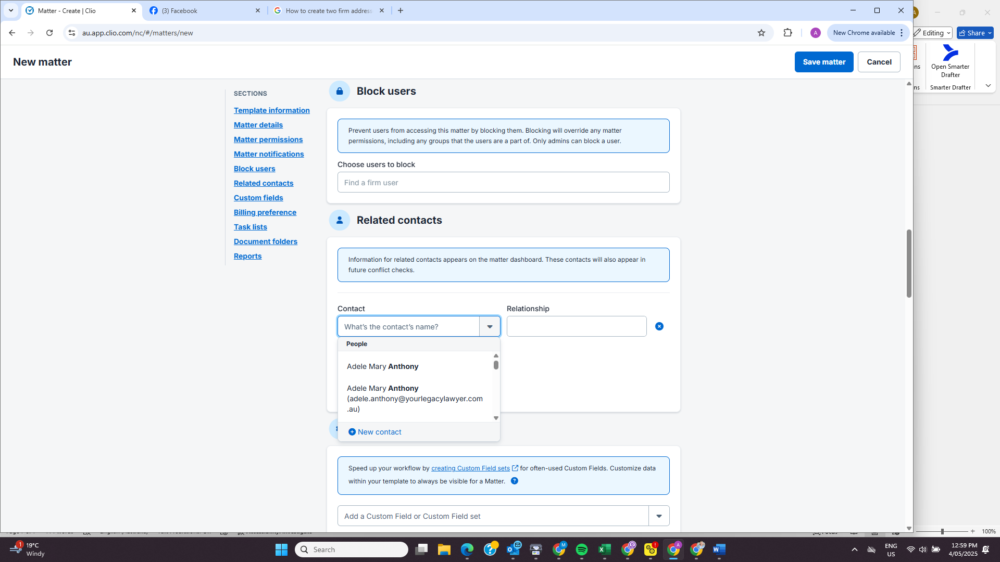 Matter - Create | Clio
(3) Facebook
How to create two firm address
au.app.clio.com/nc/#/matters/new
A
New Chrome available
Editing
Share
New matter
Save matter
Cancel
ns
Open Smarter
Drafter
ns
Smarter Drafter
SECTIONS
Template information
Matter details
Matter permissions
Matter notifications
Block users
Related contacts
Custom fields
Billing preference
Task lists
Document folders
Reports
Block users
Prevent users from accessing this matter by blocking them. Blocking will override any matter
permissions, including any groups that the users are a part of. Only admins can block a user.
Choose users to block
Find a firm user
Related contacts
Information for related contacts appears on the matter dashboard. These contacts will also appear in
future conflict checks.
Contact
Relationship
What's the contact's name?
People
Adele Mary Anthony
Adele Mary Anthony
(adele.anthony@yourlegacylawyer.com
.au)
New contact
Speed up your workflow by creating Custom Field sets for often-used Custom Fields. Customize data
within your template to always be visible for a Matter.
Add a Custom Field or Custom Field set
100%
1
19°C
Windy
Search
ENG
US
12:59 PM
4/05/2025